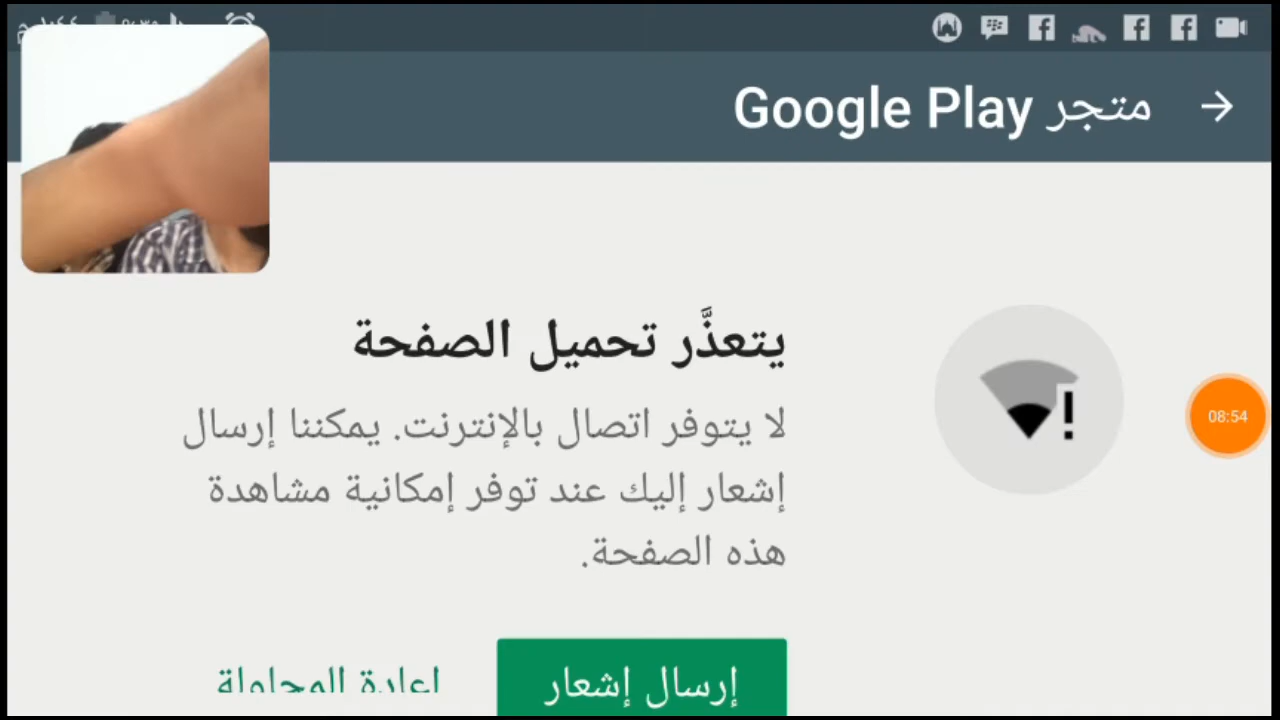 متجر Google Play
يتعذَّر تحميل الصفحة
لا يتوفر اتصال بالإنترنت. يمكننا إرسال
إشعار إليك عند توفر إمكانية مشاهدة
هذه الصفحة.
08:54
إرسال إشعار
إعادة المحاولة